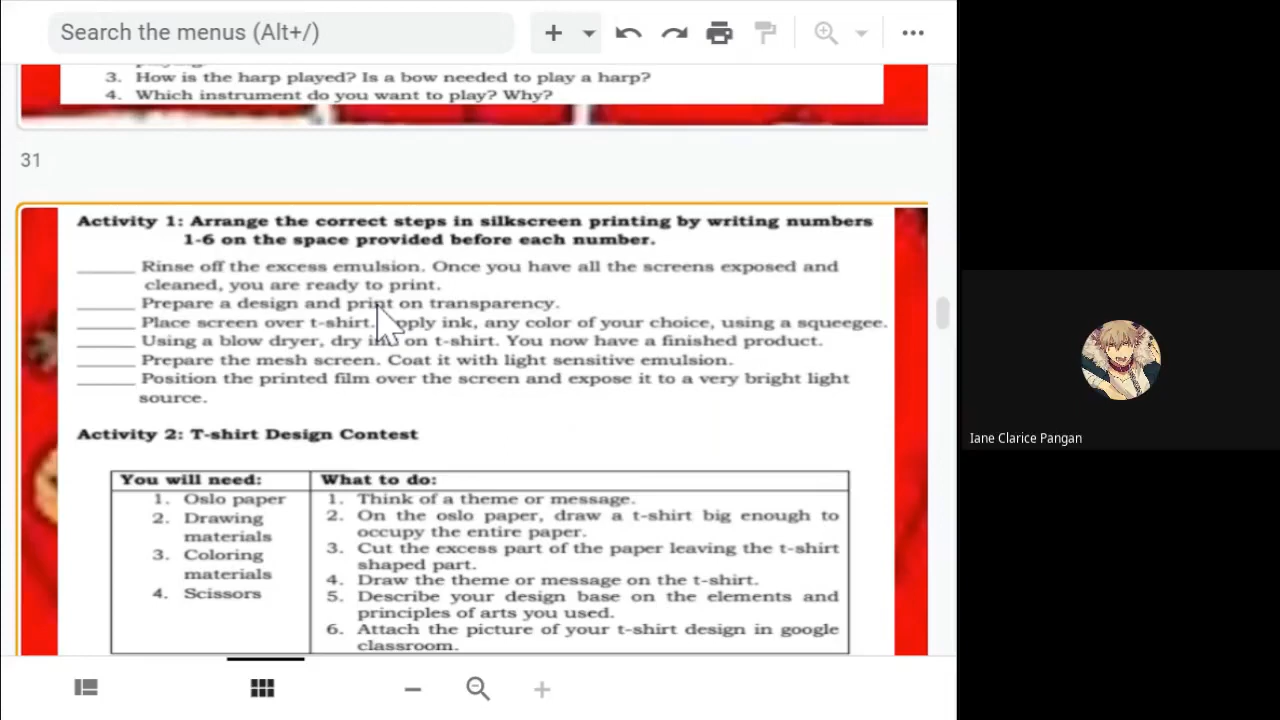 Search the menus (Alt+/)
3. How is the harp played? Is a bow needed to play a harp?
4. Which instrument do you want to play? Why?
31
Activity 1: Arrange the correct steps in silkscreen printing by writing numbers
1-6 on the space provided before each number.
______ Rinse off the excess emulsion. Once you have all the screens exposed and
cleaned, you are ready to print.
______ Prepare a design and print on transparency.
______ Place screen over t-shirt. pply ink, any color of your choice, using a squeegee.
______ Using a blow dryer, dry ink on t-shirt. You now have a finished product.
______ Prepare the mesh screen. Coat it with light sensitive emulsion.
______ Position the printed film over the screen and expose it to a very bright light
source.
Activity 2: T-shirt Design Contest
You will need:
1. Oslo paper
2. Drawing
materials
3. Coloring
materials
4. Scissors
What to do:
1. Think of a theme or message.
2. On the oslo paper, draw a t-shirt big enough to
occupy the entire paper.
3. Cut the excess part of the paper leaving the t-shirt
shaped part.
4. Draw the theme or message on the t-shirt.
5. Describe your design base on the elements and
principles of arts you used.
6. Attach the picture of your t-shirt design in google
classroom.
Iane Clarice Pangan